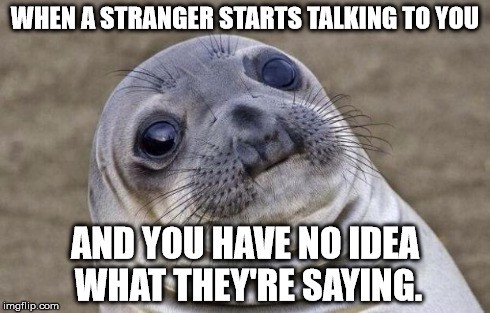 WHEN A STRANGER STARTS TALKING TO YOU
AND YOU HAVE NO IDEA
WHAT THEY'RE SAYING.
imgflip.com